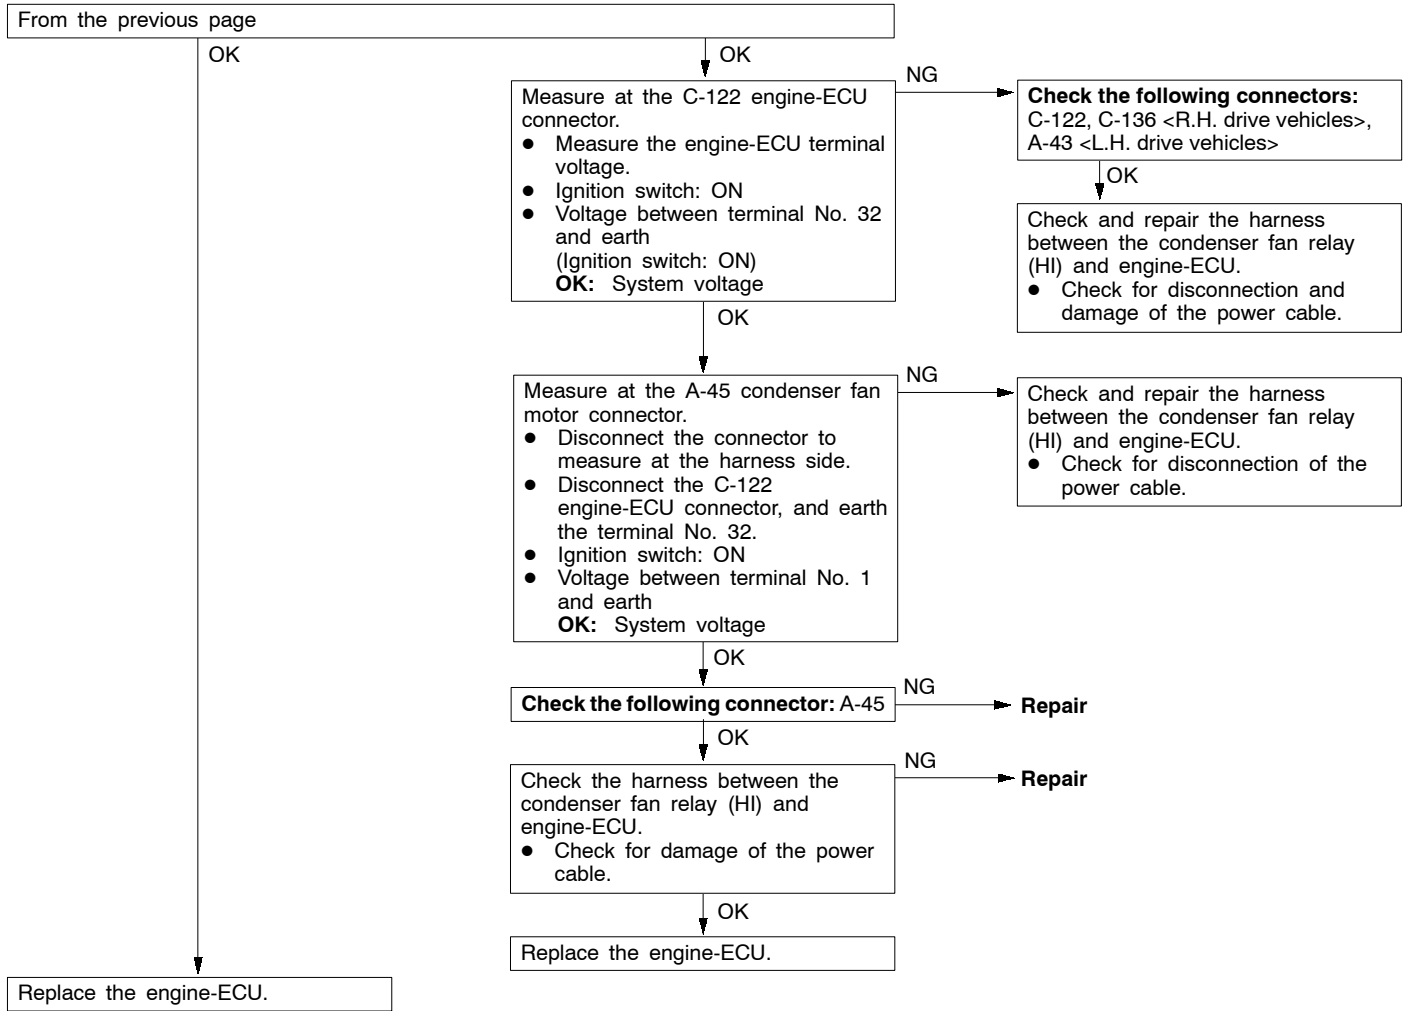 From the previous page
OK
OK
Measure at the C-122 engine-ECU
connector.
● Measure the engine-ECU terminal
voltage.
● Ignition switch: ON
● Voltage between terminal No. 32
and earth
(Ignition switch: ON)
OK: System voltage
NG
Check the following connectors:
C-122, C-136 <R.H. drive vehicles>,
A-43 <L.H. drive vehicles>
OK
Check and repair the harness
between the condenser fan relay
(HI) and engine-ECU.
● Check for disconnection and
damage of the power cable.
OK
Measure at the A-45 condenser fan
motor connector.
● Disconnect the connector to
measure at the harness side.
● Disconnect the C-122
engine-ECU connector, and earth
the terminal No. 32.
● Ignition switch: ON
● Voltage between terminal No. 1
and earth
OK: System voltage
NG
Check and repair the harness
between the condenser fan relay
(HI) and engine-ECU.
● Check for disconnection of the
power cable.
OK
Check the following connector: A-45
NG
Repair
OK
Check the harness between the
condenser fan relay (HI) and
engine-ECU.
● Check for damage of the power
cable.
NG
Repair
OK
Replace the engine-ECU.
Replace the engine-ECU.